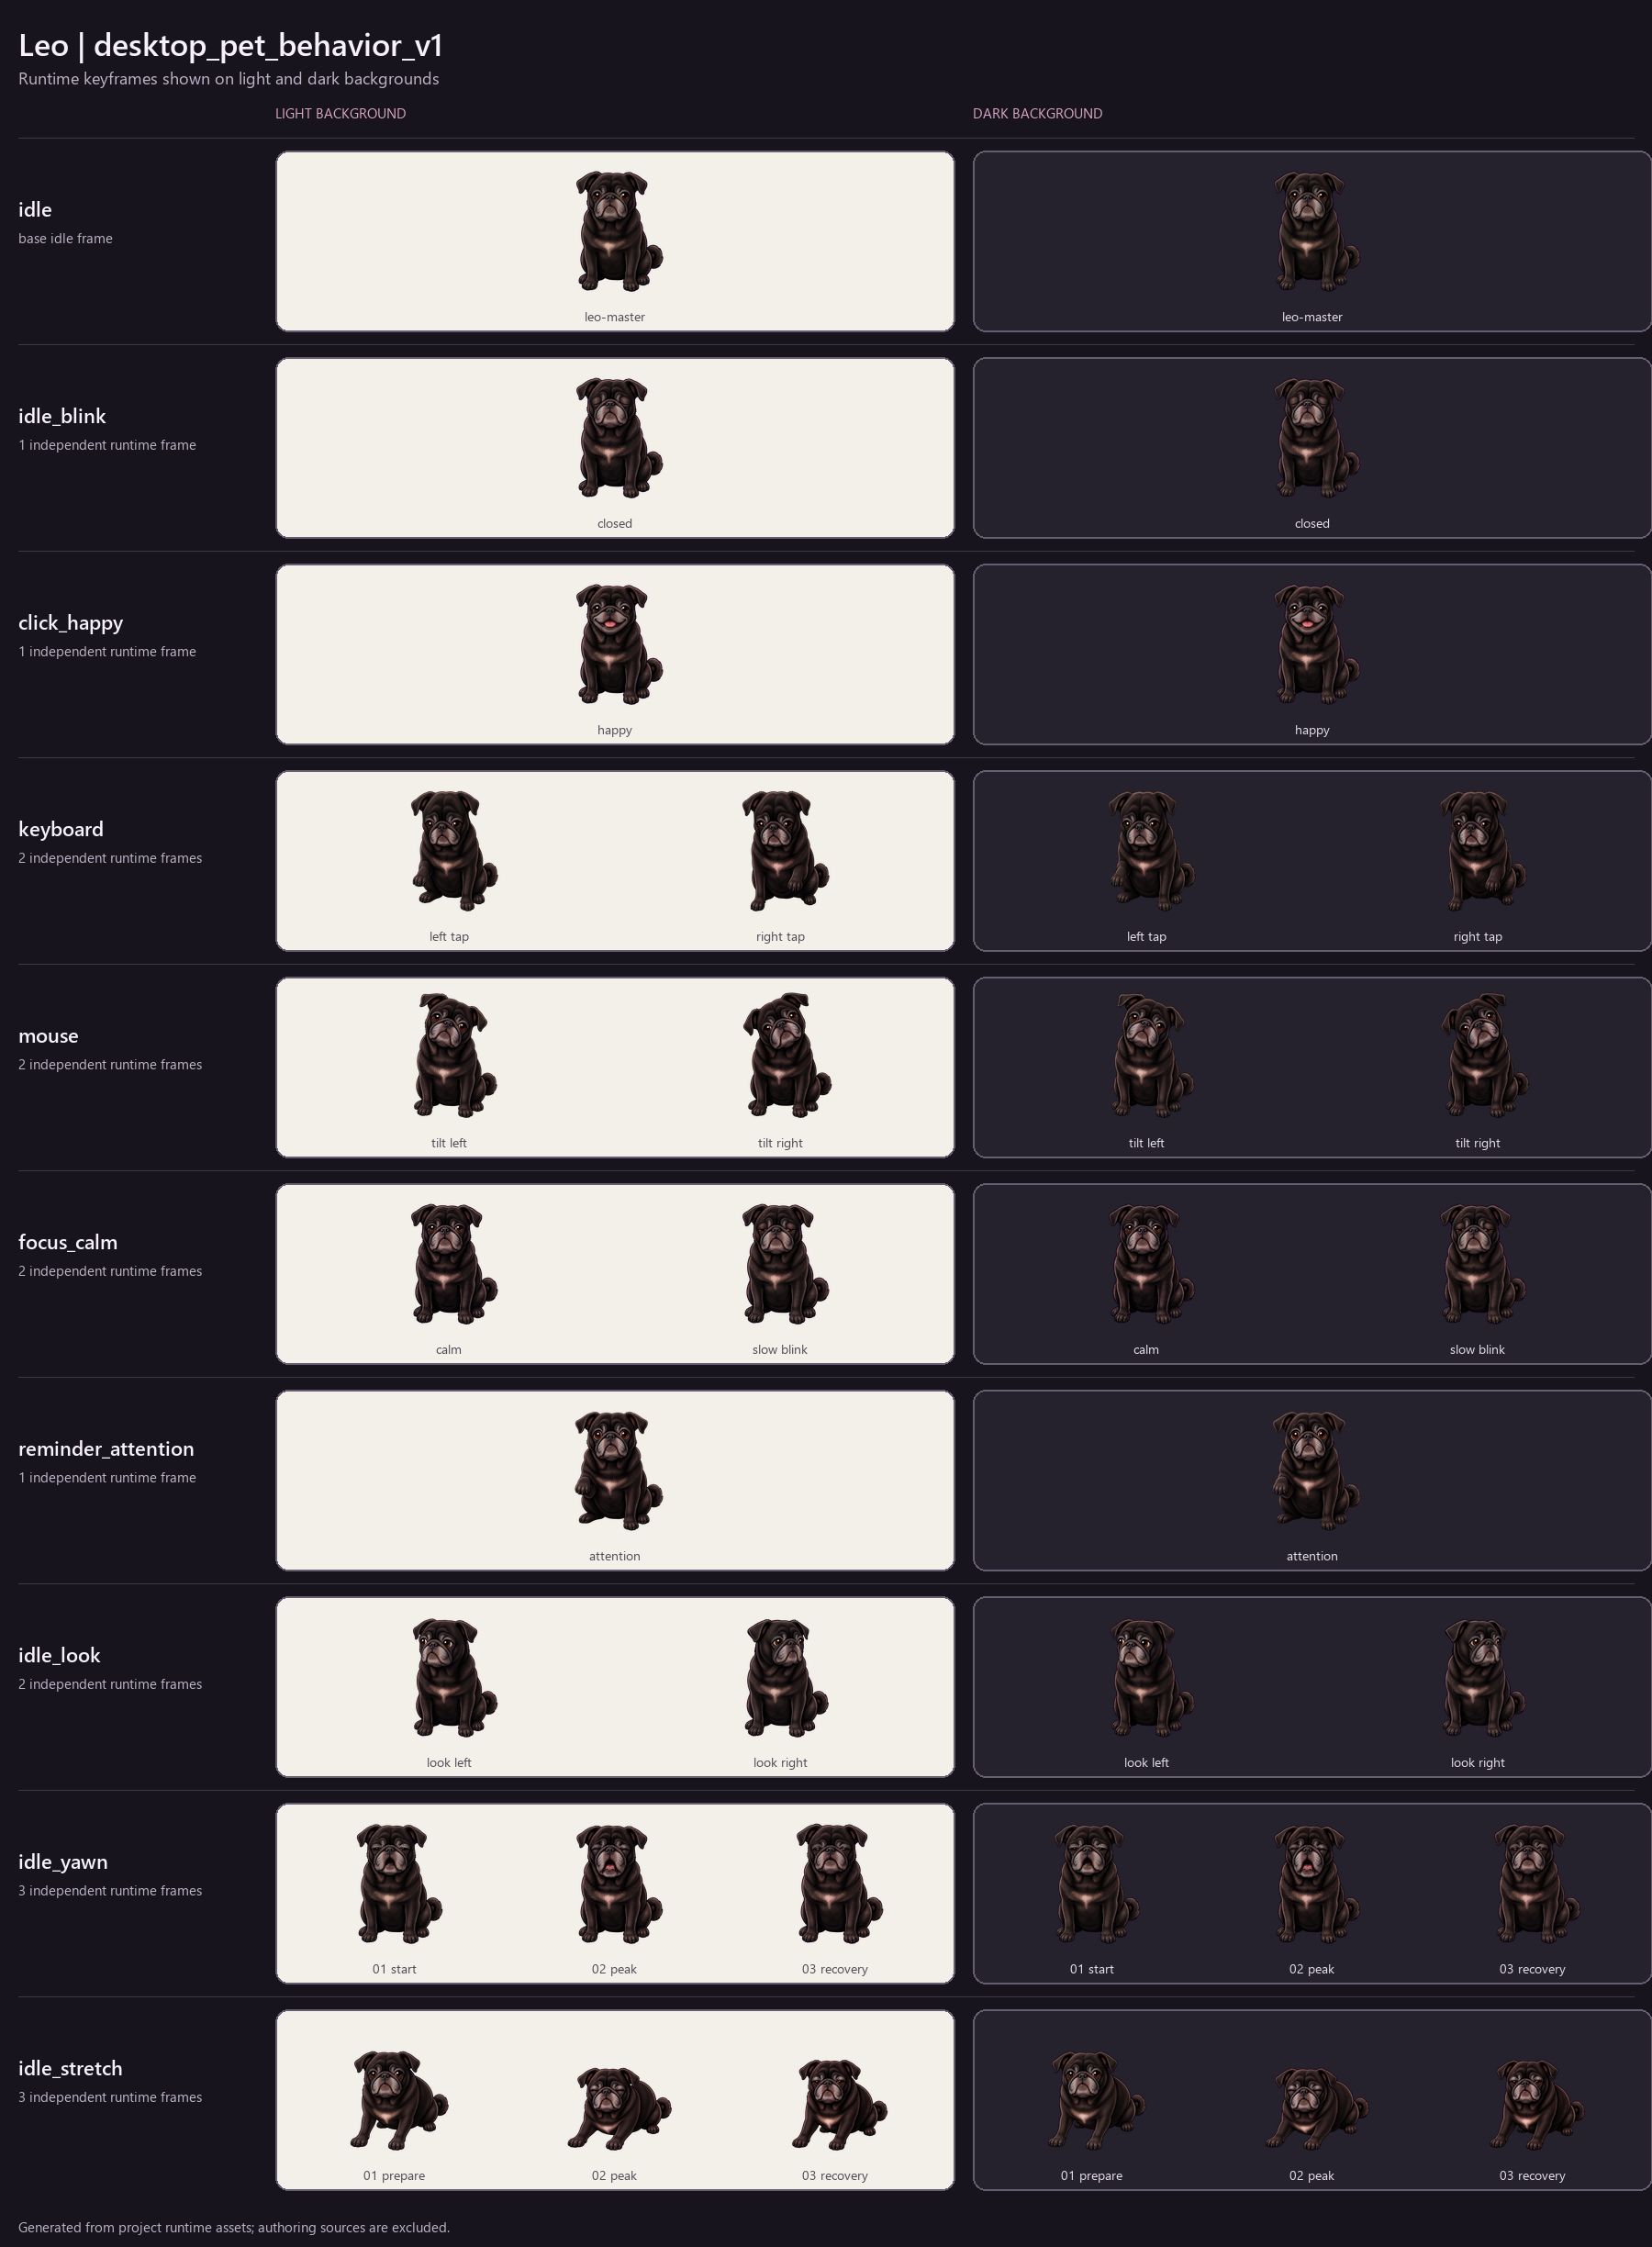 Leo | desktop_pet_behavior_v1
Runtime keyframes shown on light and dark backgrounds
LIGHT BACKGROUND
DARK BACKGROUND
idle
base idle frame
leo-master
leo-master
idle_blink
1 independent runtime frame
closed
closed
click_happy
1 independent runtime frame
happy
happy
keyboard
2 independent runtime frames
left tap
right tap
left tap
right tap
mouse
2 independent runtime frames
tilt left
tilt right
tilt left
tilt right
focus_calm
2 independent runtime frames
calm
slow blink
calm
slow blink
reminder_attention
1 independent runtime frame
attention
attention
idle_look
2 independent runtime frames
look left
look right
look left
look right
idle_yawn
3 independent runtime frames
01 start
02 peak
03 recovery
01 start
02 peak
03 recovery
idle_stretch
3 independent runtime frames
01 prepare
02 peak
03 recovery
01 prepare
02 peak
03 recovery
Generated from project runtime assets; authoring sources are excluded.